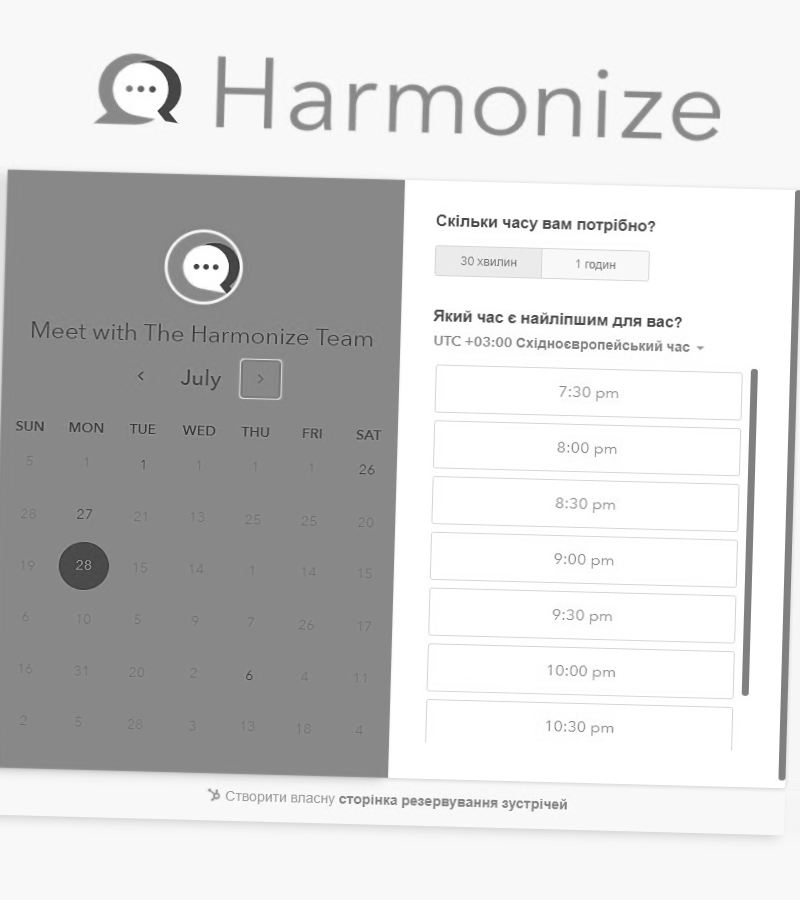 Harmonize
Meet with The Harmonize Team
July
SUN MON TUE WED THU FRI SAT
5 1 1 1 1 1 26
28 27 21 13 25 25 20
19 28 15 14 1 14 15
6 10 5 9 7 26 17
16 31 20 2 6 4 11
2 5 28 3 13 18 4
Скільки часу вам потрібно?
30 хвилин 1 годин
Який час є найліпшим для вас?
UTC +03:00 Східноєвропейський час
7:30 pm
8:00 pm
8:30 pm
9:00 pm
9:30 pm
10:00 pm
10:30 pm
Створити власну сторінка резервування зустрічей